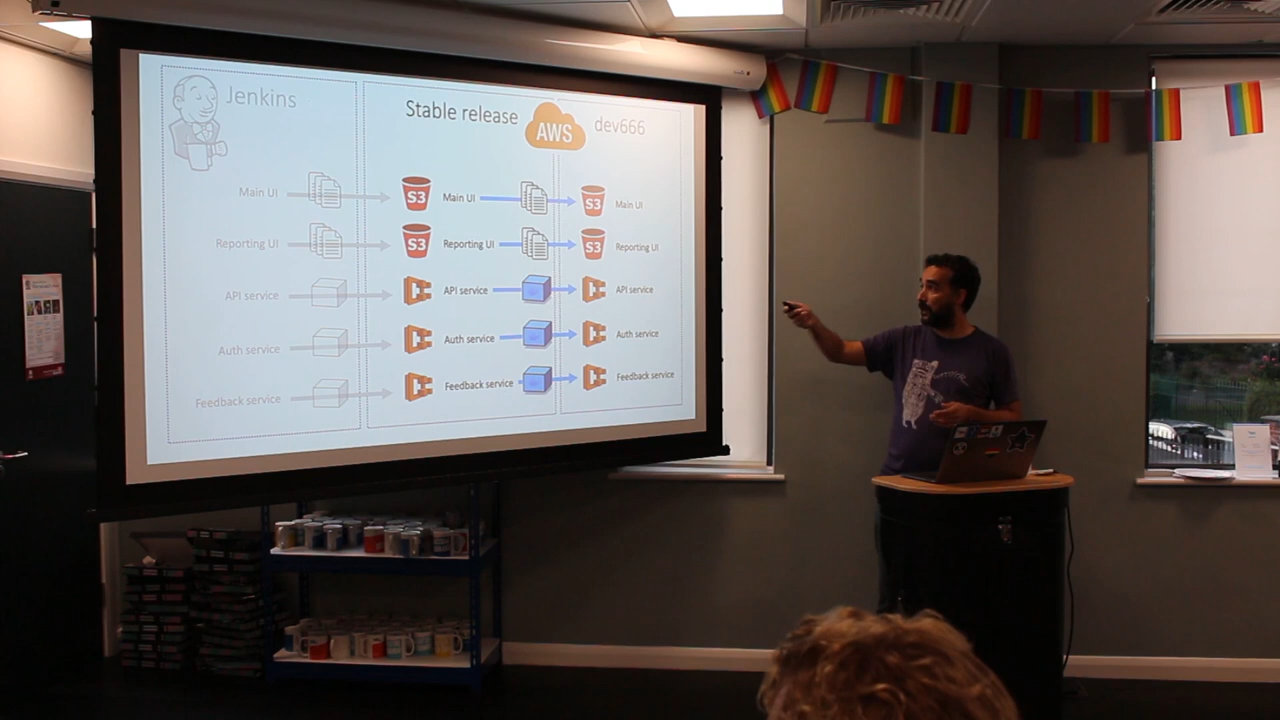 Jenkins
Stable release
AWS
dev666
Main UI
S3
Main UI
S3
Main UI
Reporting UI
S3
Reporting UI
S3
Reporting UI
API service
API service
API service
Auth service
Auth service
Auth service
Feedback service
Feedback service
Feedback service